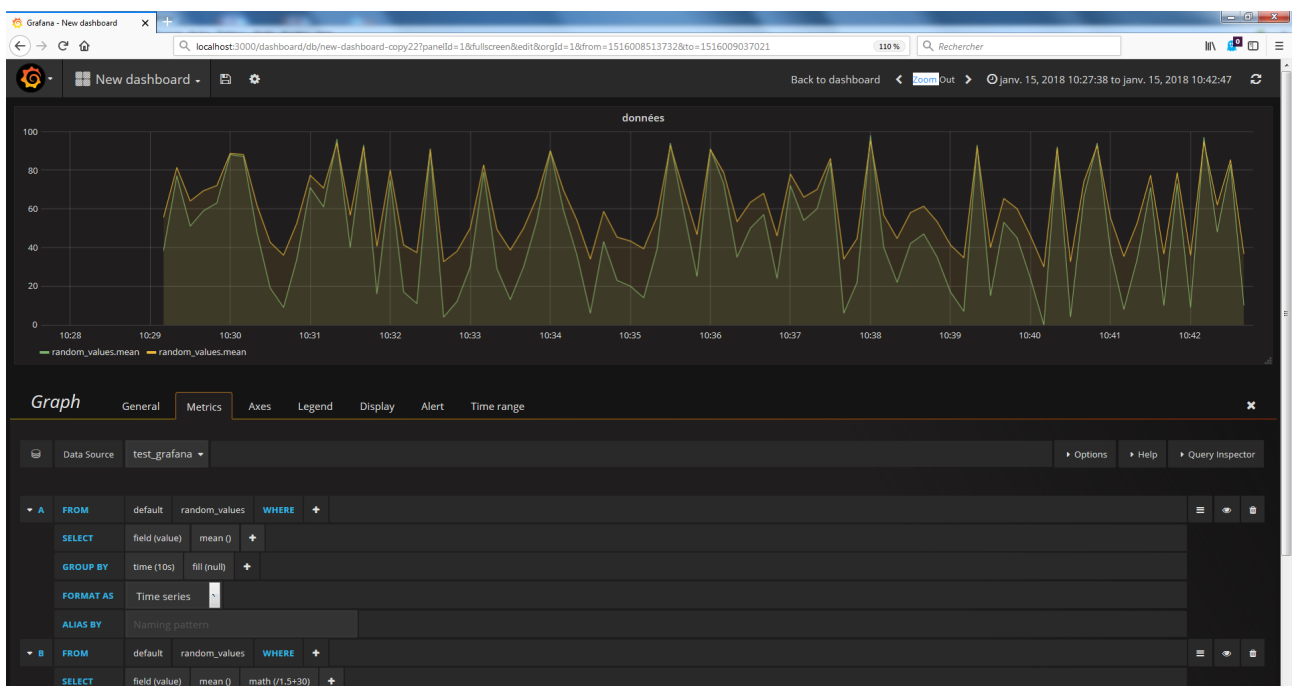 Grafana - New dashboard
localhost:3000/dashboard/db/new-dashboard-copy22?panelId=1&fullscreen&edit&orgId=1&from=1516008513732&to=1516009037021 110 % Rechercher 0
New dashboard Back to dashboard Zoom Out janv. 15, 2018 10:27:38 to janv. 15, 2018 10:42:47
données
100
80
60
40
20
0
10:28 10:29 10:30 10:31 10:32 10:33 10:34 10:35 10:36 10:37 10:38 10:39 10:40 10:41 10:42
random_values.mean random_values.mean
Graph General Metrics Axes Legend Display Alert Time range
Data Source test_grafana Options Help Query Inspector
A FROM default random_values WHERE +
SELECT field (value) mean () +
GROUP BY time (10s) fill (null) +
FORMAT AS Time series
ALIAS BY Naming pattern
B FROM default random_values WHERE +
SELECT field (value) mean () math (/1.5+30) +